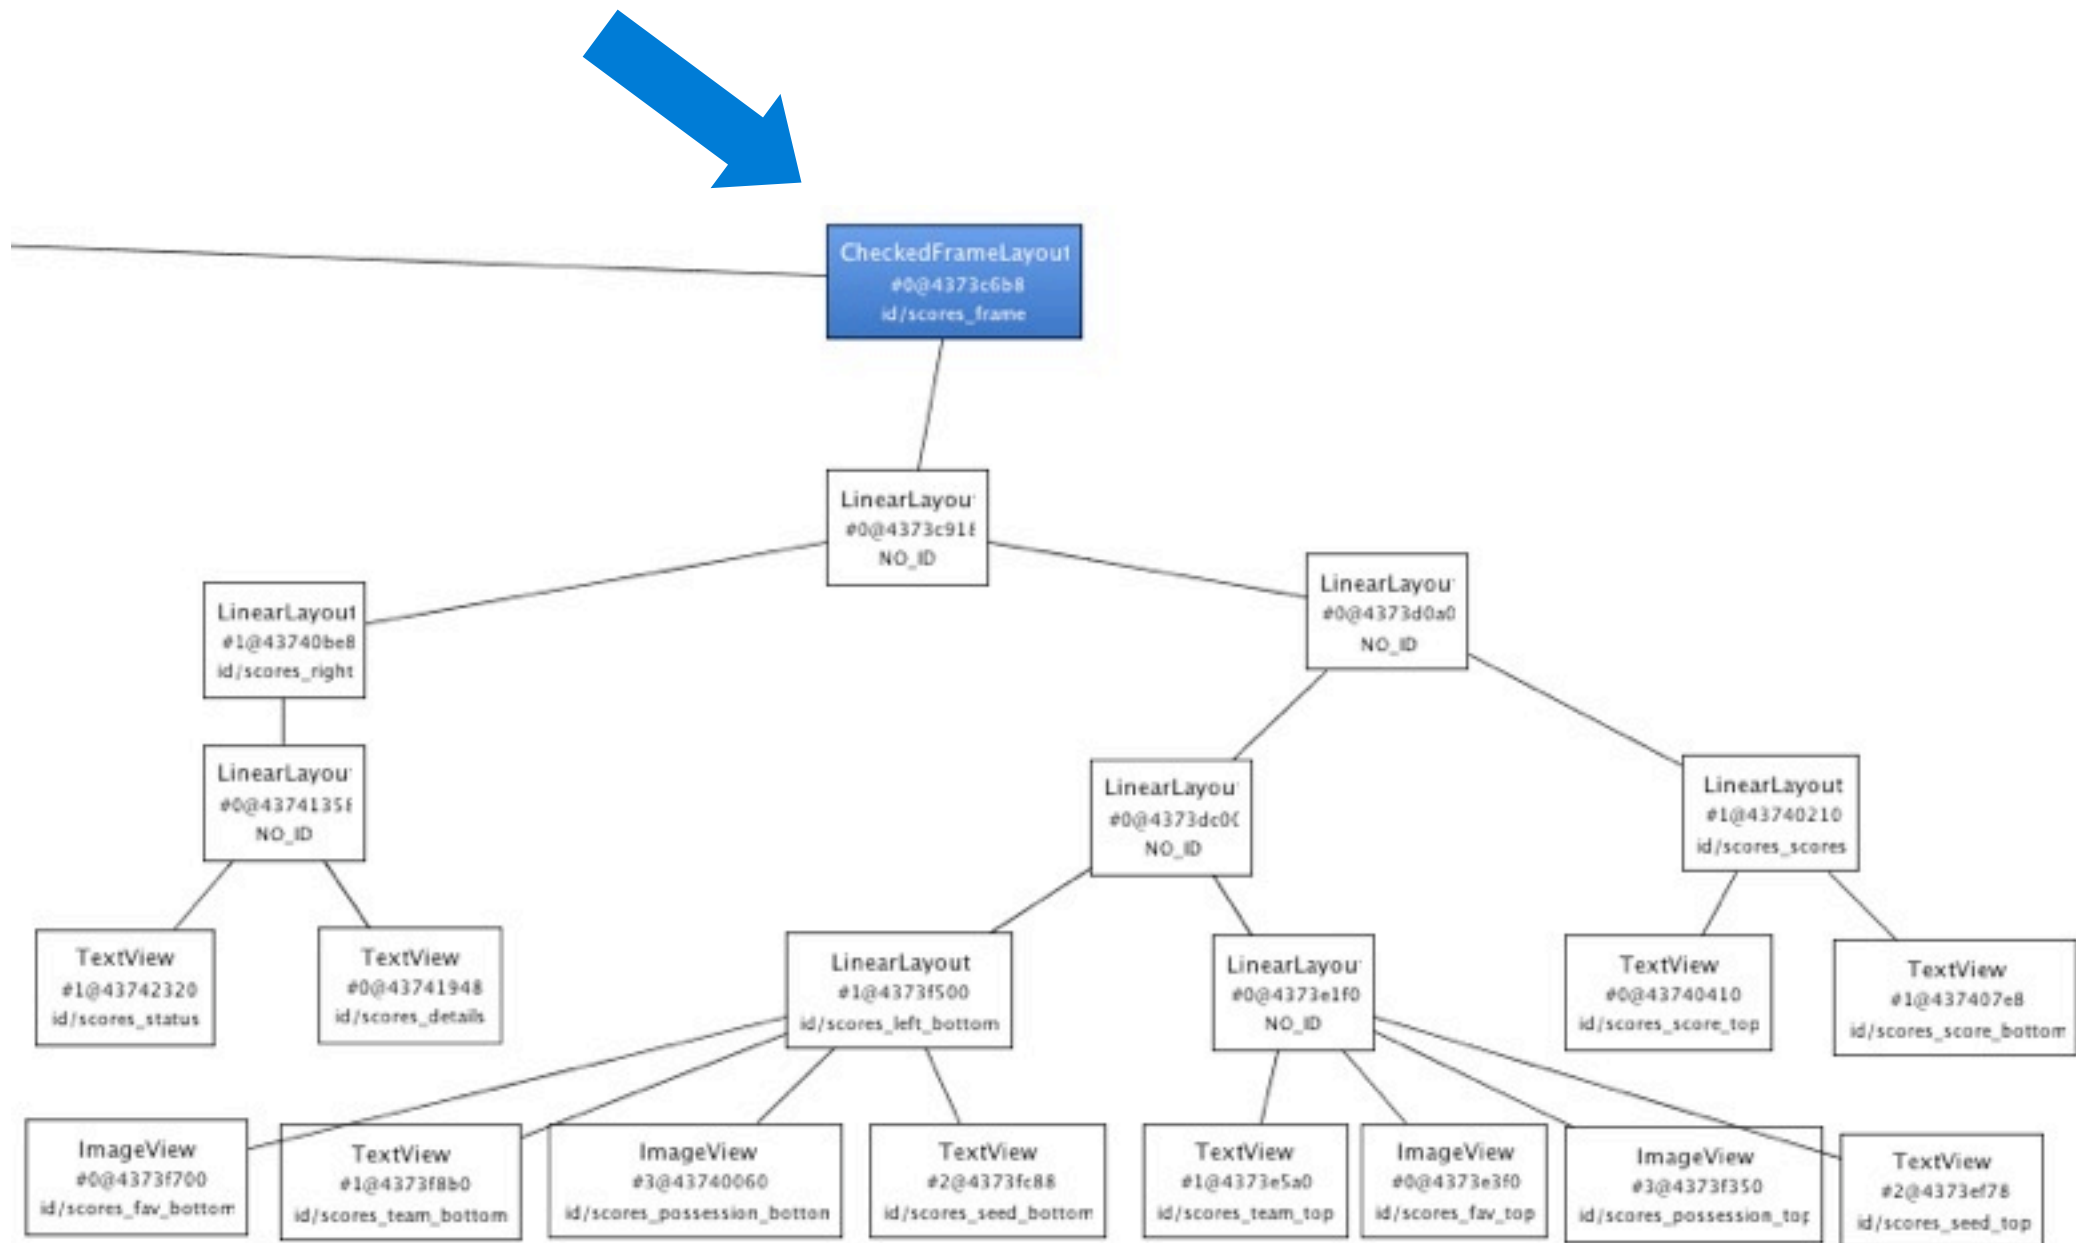 CheckedFrameLayout
#0@4373c6b8
id/scores_frame
LinearLayou
#0@4373c918
NO_ID
LinearLayou
#0@4373d0a0
NO_ID
LinearLayout
#1@43740be8
id/scores_right
LinearLayou
#0@43741358
NO_ID
LinearLayou
#0@4373dc00
NO_ID
LinearLayout
#1@43740210
id/scores_scores
TextView
#1@43742320
id/scores_status
TextView
#0@43741948
id/scores_details
LinearLayout
#1@4373f500
id/scores_left_bottom
LinearLayou
#0@4373e1f0
NO_ID
TextView
#0@43740410
id/scores_score_top
TextView
#1@437407e8
id/scores_score_bottom
ImageView
#0@4373f700
id/scores_fav_bottom
TextView
#1@4373f8b0
id/scores_team_bottom
ImageView
#3@43740060
id/scores_possession_botton
TextView
#2@4373fc88
id/scores_seed_bottom
TextView
#1@4373e5a0
id/scores_team_top
ImageView
#0@4373e3f0
id/scores_fav_top
ImageView
#3@4373f350
id/scores_possession_top
TextView
#2@4373ef78
id/scores_seed_top